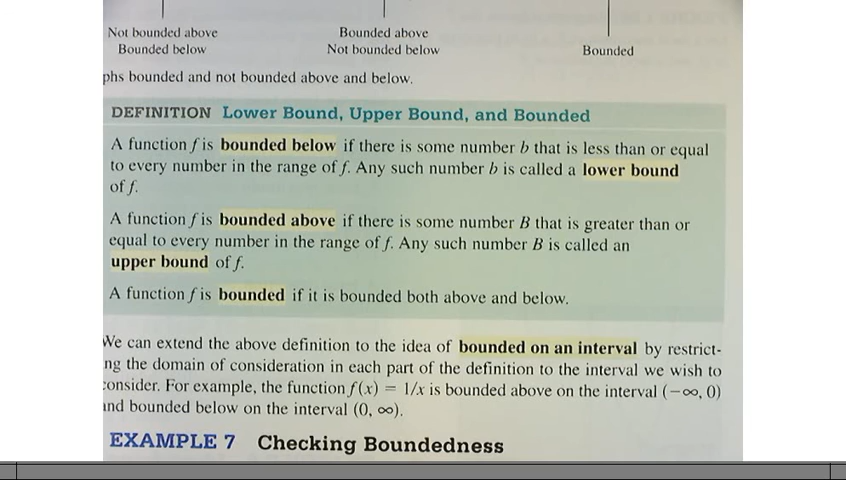 Not bounded above
Bounded below
Bounded above
Not bounded below
Bounded
phs bounded and not bounded above and below.
DEFINITION Lower Bound, Upper Bound, and Bounded
A function f is bounded below if there is some number b that is less than or equal
to every number in the range of f. Any such number b is called a lower bound
of f.
A function f is bounded above if there is some number B that is greater than or
equal to every number in the range of f. Any such number B is called an
upper bound of f.
A function f is bounded if it is bounded both above and below.
We can extend the above definition to the idea of bounded on an interval by restrict-
ng the domain of consideration in each part of the definition to the interval we wish to
consider. For example, the function f(x) = 1/x is bounded above on the interval (−∞, 0)
and bounded below on the interval (0, ∞).
EXAMPLE 7 Checking Boundedness